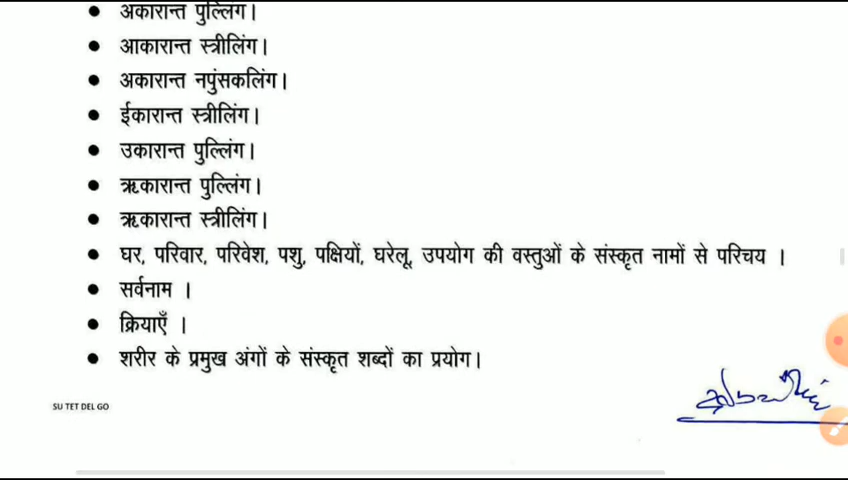 • अकारान्त पुल्लिंग।
• आकारान्त स्त्रीलिंग।
• अकारान्त नपुंसकलिंग।
• ईकारान्त स्त्रीलिंग।
• उकारान्त पुल्लिंग।
• ऋकारान्त पुल्लिंग।
• ऋकारान्त स्त्रीलिंग।
• घर, परिवार, परिवेश, पशु, पक्षियों, घरेलू, उपयोग की वस्तुओं के संस्कृत नामों से परिचय ।
• सर्वनाम ।
• क्रियाएँ ।
• शरीर के प्रमुख अंगों के संस्कृत शब्दों का प्रयोग।
SU TET DEL GO